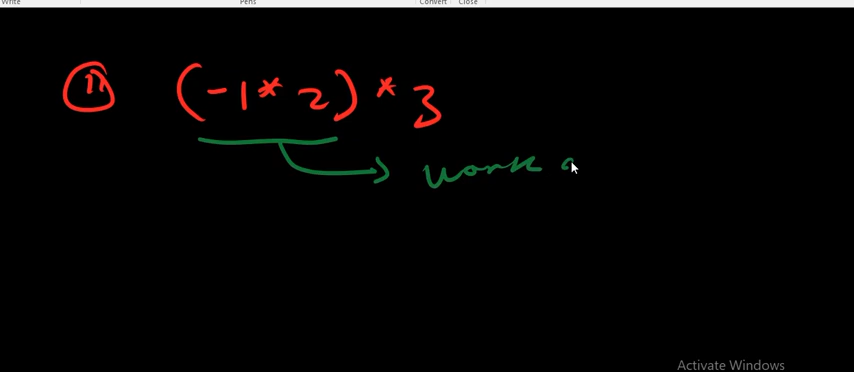 Write Pens Convert Close
(11) (-1 * 2) * 3
work
Activate Windows